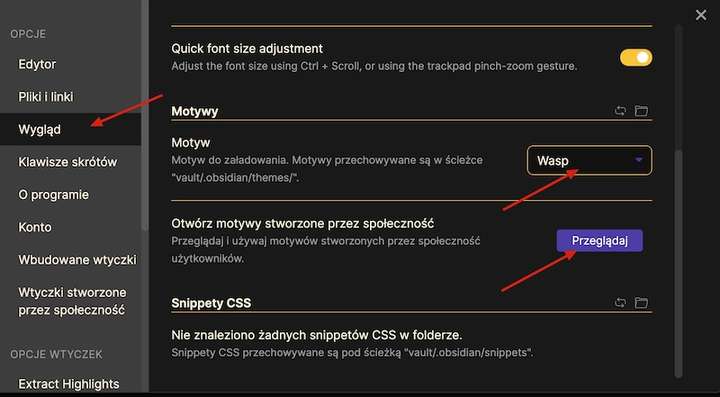 OPCJE
Edytor
Pliki i linki
Wygląd
Klawisze skrótów
O programie
Konto
Wbudowane wtyczki
Wtyczki stworzone
przez społeczność
OPCJE WTYCZEK
Extract Highlights
Quick font size adjustment
Adjust the font size using Ctrl + Scroll, or using the trackpad pinch-zoom gesture.
Motywy
Motyw
Motyw do załadowania. Motywy przechowywane są w ścieżce
"vault/.obsidian/themes/".
Wasp
Otwórz motywy stworzone przez społeczność
Przeglądaj i używaj motywów stworzonych przez społeczność
użytkowników.
Przeglądaj
Snippety CSS
Nie znaleziono żadnych snippetów CSS w folderze.
Snippety CSS przechowywane są pod ścieżką "vault/.obsidian/snippets".